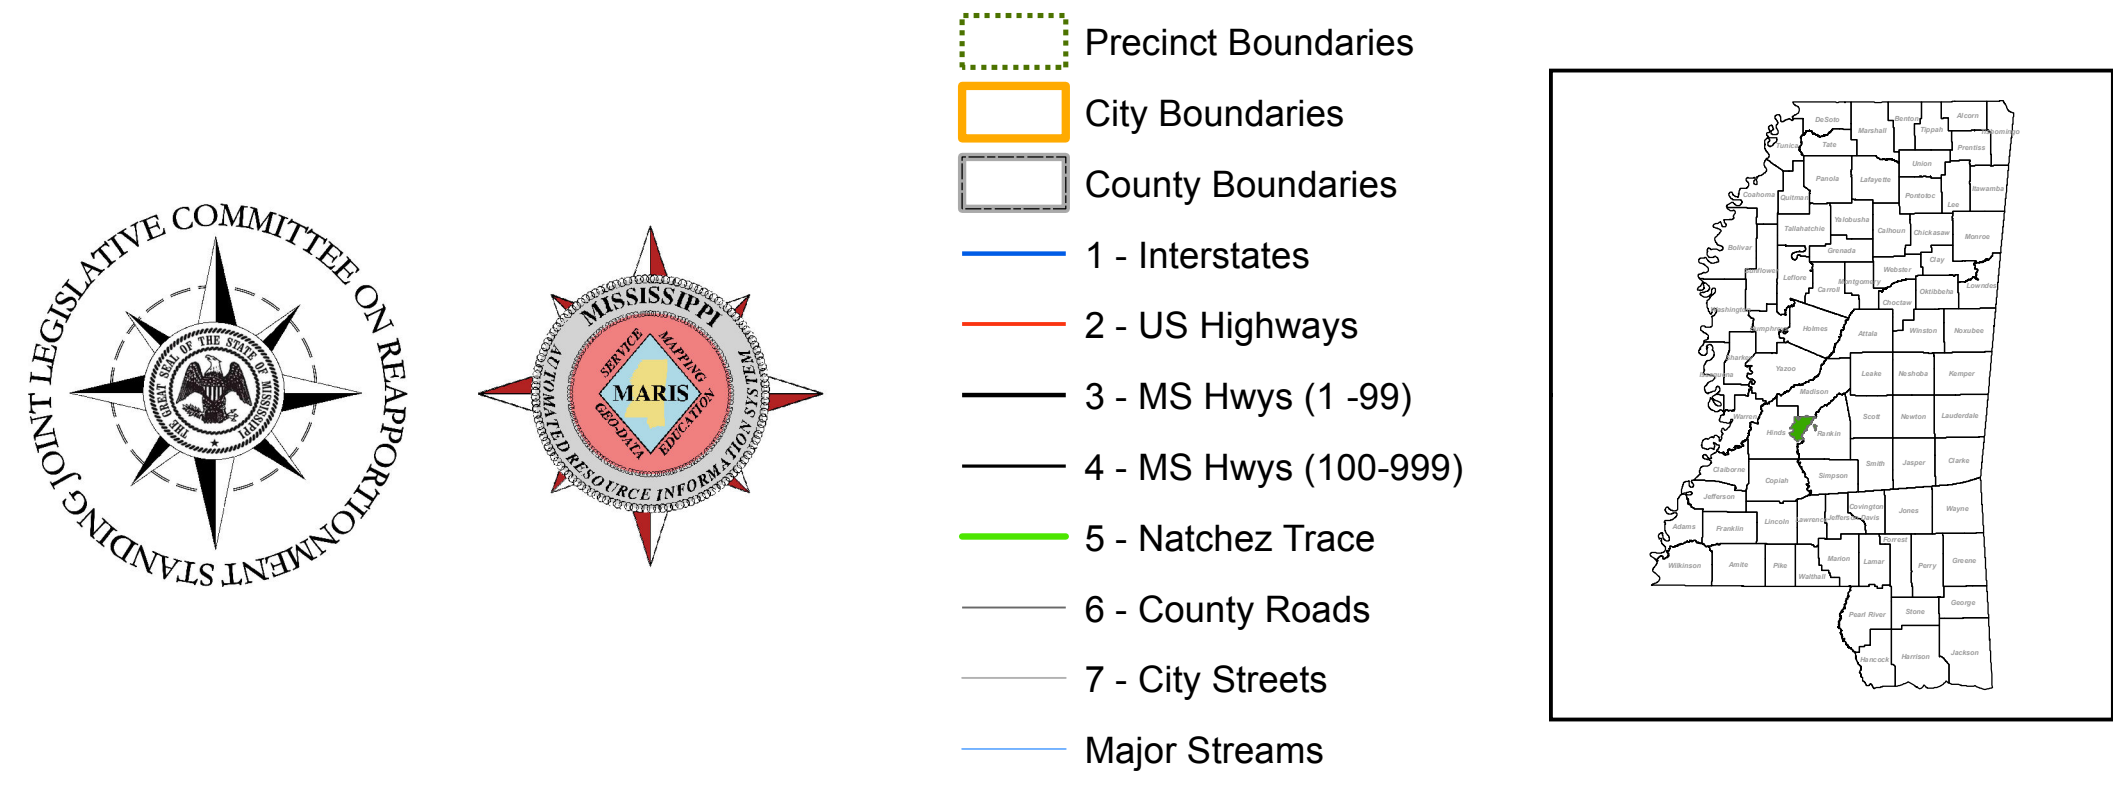 STANDING JOINT LEGISLATIVE COMMITTEE ON REAPPORTIONMENT
THE GREAT SEAL OF THE STATE OF MISSISSIPPI
MISSISSIPPI
AUTOMATED RESOURCE INFORMATION SYSTEM
SERVICE
MAPPING
MARIS
GEO-DATA
EDUCATION
Precinct Boundaries
City Boundaries
County Boundaries
1 - Interstates
2 - US Highways
3 - MS Hwys (1 -99)
4 - MS Hwys (100-999)
5 - Natchez Trace
6 - County Roads
7 - City Streets
Major Streams
DeSoto
Marshall
Benton
Tippah
Alcorn
Tunica
Tate
Prentiss
Union
Panola
Lafayette
Coahoma
Quitman
Pontotoc
Lee
Itawamba
Yalobusha
Tallahatchie
Calhoun
Chickasaw
Monroe
Bolivar
Grenada
Clay
Sunflower
Leflore
Webster
Montgomery
Carroll
Oktibbeha
Lowndes
Choctaw
Washington
Humphreys
Holmes
Attala
Winston
Noxubee
Sharkey
Issaquena
Yazoo
Leake
Neshoba
Kemper
Madison
Warren
Hinds
Rankin
Scott
Newton
Lauderdale
Claiborne
Copiah
Simpson
Smith
Jasper
Clarke
Jefferson
Adams
Franklin
Lincoln
Lawrence
Jefferson Davis
Covington
Jones
Wayne
Wilkinson
Amite
Pike
Walthall
Marion
Lamar
Forrest
Perry
Greene
Pearl River
Stone
George
Hancock
Harrison
Jackson